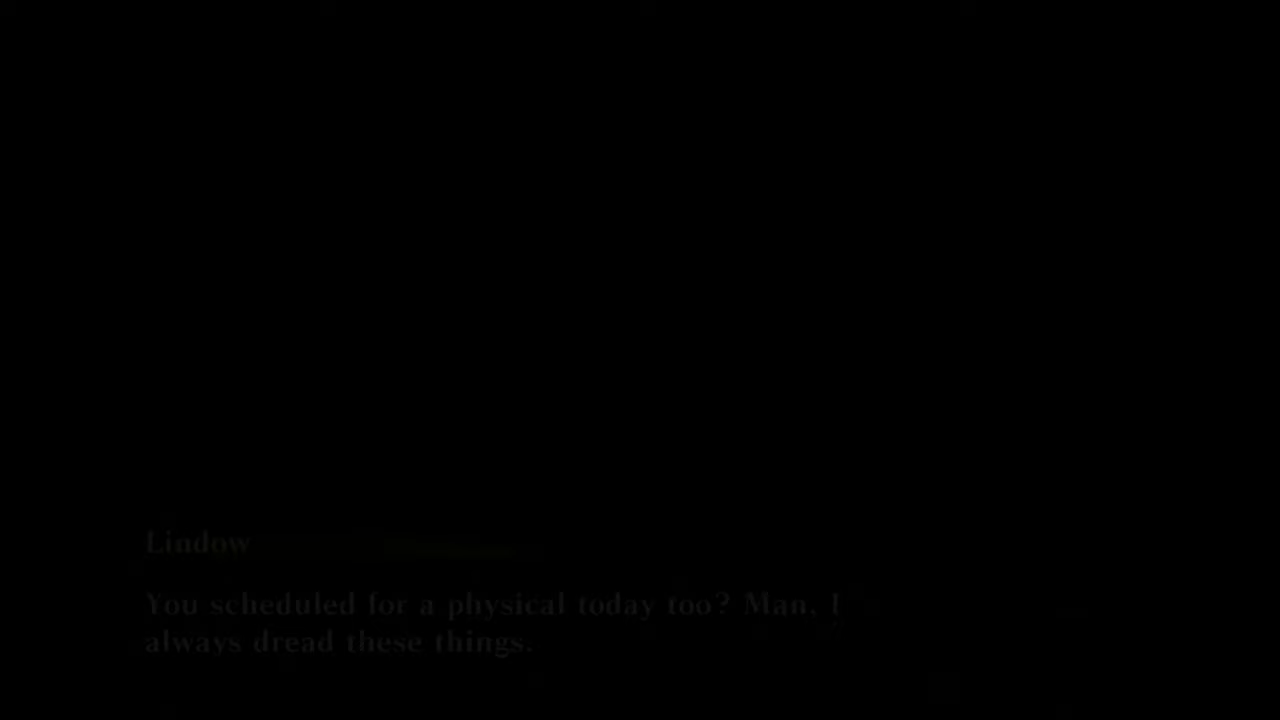 Lindow
You scheduled for a physical today too? Man, I
always dread these things.